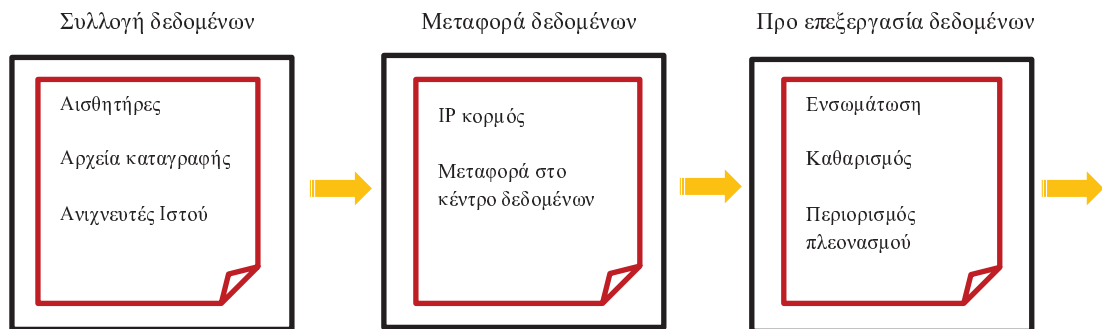 Συλλογή δεδομένων
Αισθητήρες
Αρχεία καταγραφής
Ανιχνευτές Ιστού
Μεταφορά δεδομένων
IP κορμός
Μεταφορά στο
κέντρο δεδομένων
Προ επεξεργασία δεδομένων
Ενσωμάτωση
Καθαρισμός
Περιορισμός
πλεονασμού